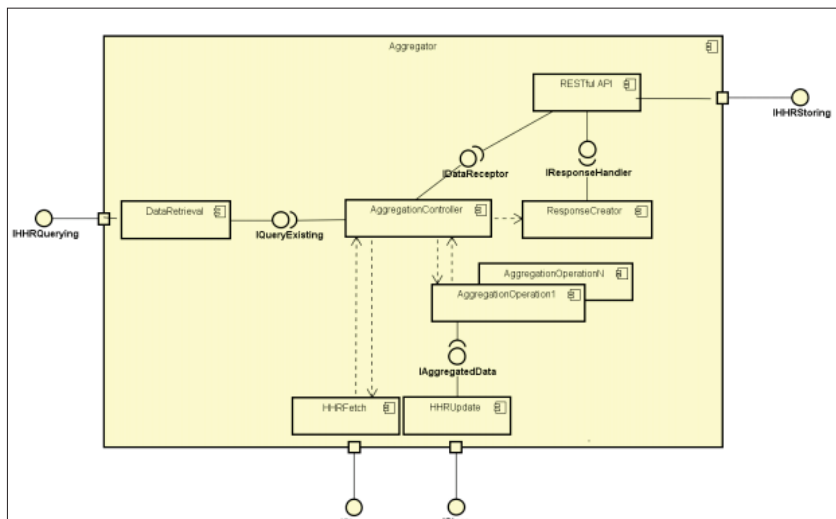 Aggregator
RESTful API
IHHRStoring
IDataReceptor
IResponseHandler
DataRetrieval
AggregationController
ResponseCreator
IHHRQuerying
IQueryExisting
AggregationOperationN
AggregationOperation1
IAggregatedData
HHRFetch
HHRUpdate